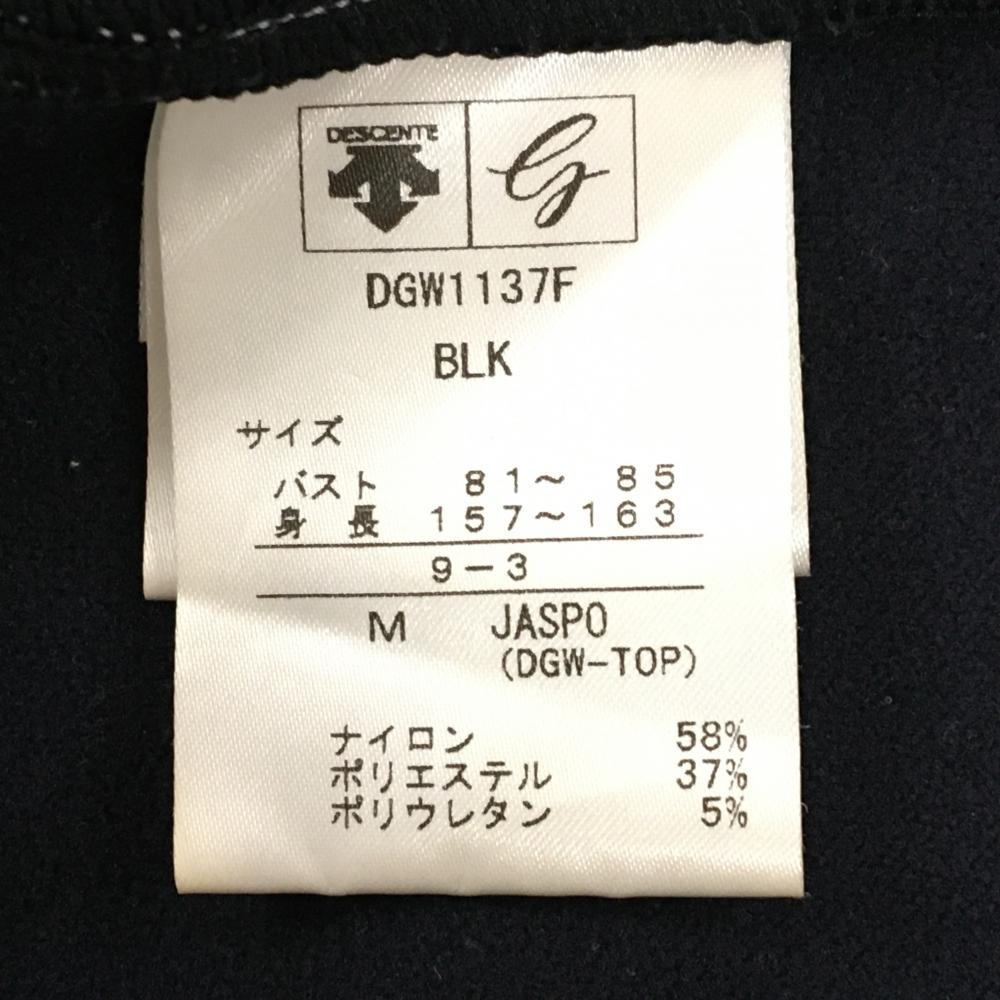 DESCENTE
G
DGW1137F
BLK
サイズ
バスト 81～ 85
身 長 157～163
9－3
M JASPO
(DGW-TOP)
ナイロン 58%
ポリエステル 37%
ポリウレタン 5%